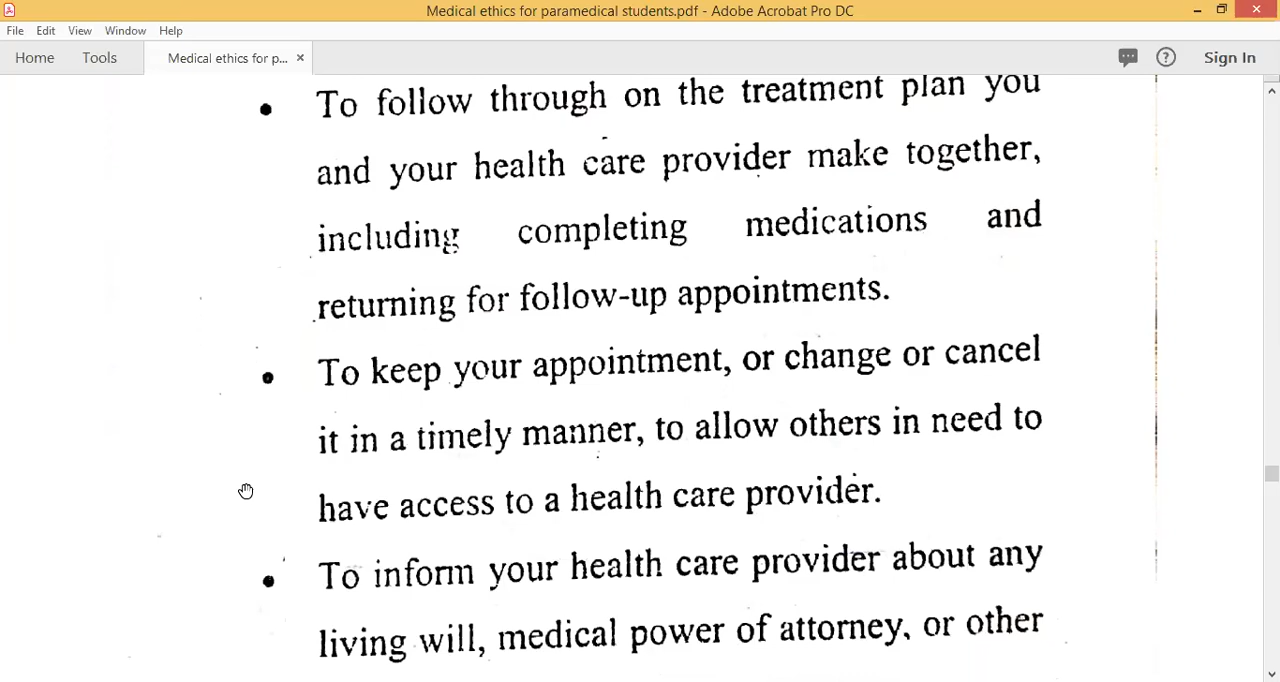 Medical ethics for paramedical students.pdf - Adobe Acrobat Pro DC
File Edit View Window Help
Home Tools Medical ethics for p... × Sign In
• To follow through on the treatment plan you
and your health care provider make together,
including completing medications and
returning for follow-up appointments.
• To keep your appointment, or change or cancel
it in a timely manner, to allow others in need to
have access to a health care provider.
• To inform your health care provider about any
living will, medical power of attorney, or other